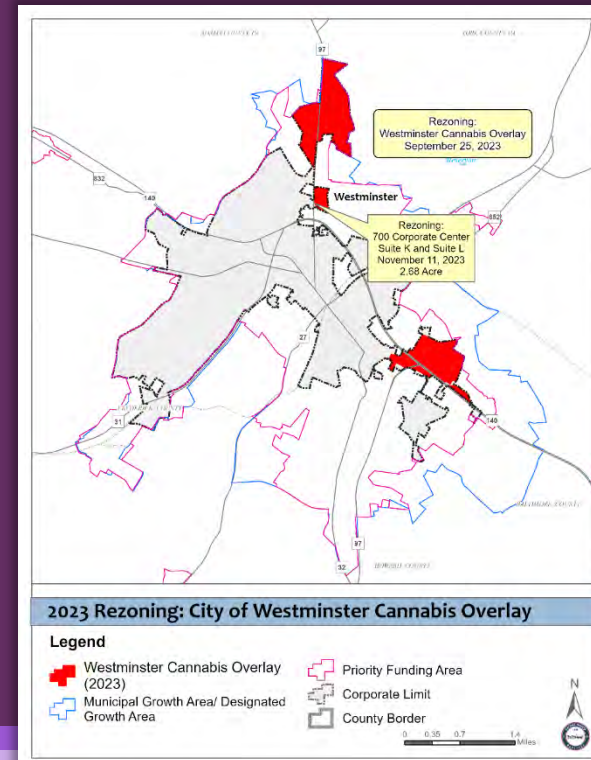 97
Rezoning:
Westminster Cannabis Overlay
September 25, 2023
832
140
Westminster
Rezoning:
700 Corporate Center
Suite K and Suite L
November 11, 2023
2.68 Acre
27
31
140
97
32
2023 Rezoning: City of Westminster Cannabis Overlay
Legend
Westminster Cannabis Overlay
(2023)
Municipal Growth Area/ Designated
Growth Area
Priority Funding Area
Corporate Limit
County Border
N
0 0.35 0.7 1.4
Miles